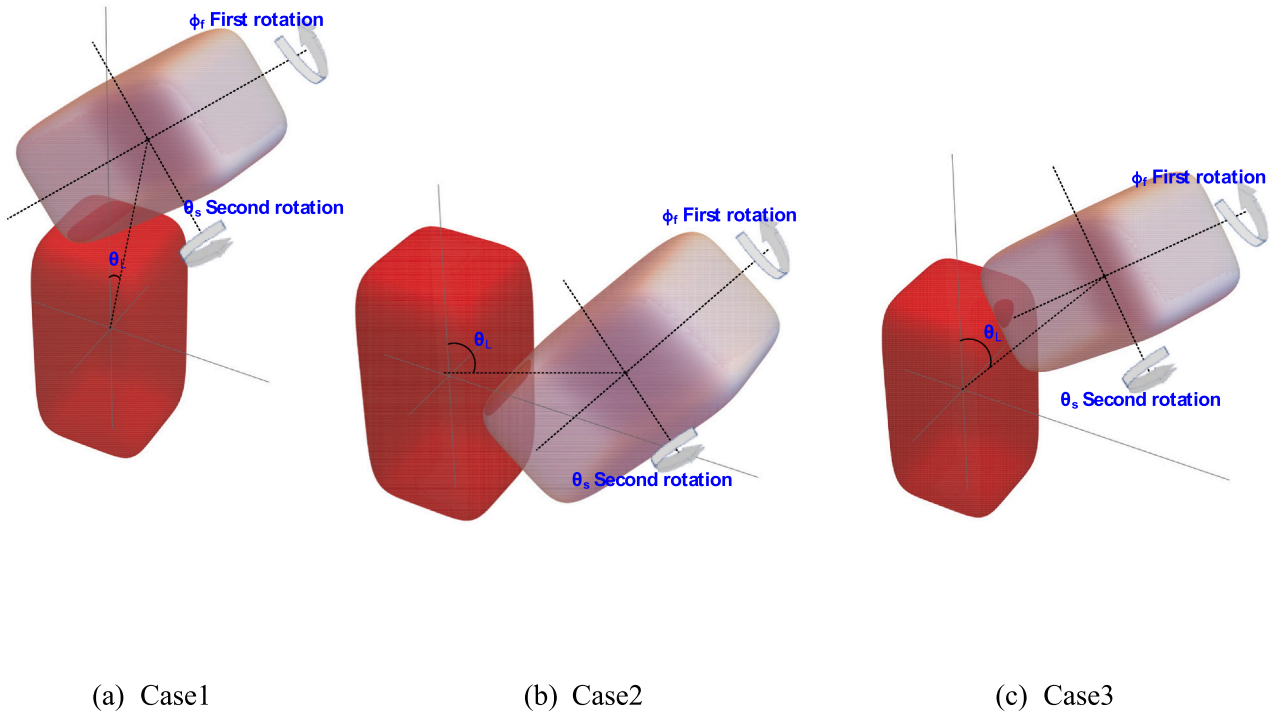 ϕf First rotation
θs Second rotation
θL
ϕf First rotation
θL
θs Second rotation
ϕf First rotation
θL
θs Second rotation
(a) Case1
(b) Case2
(c) Case3